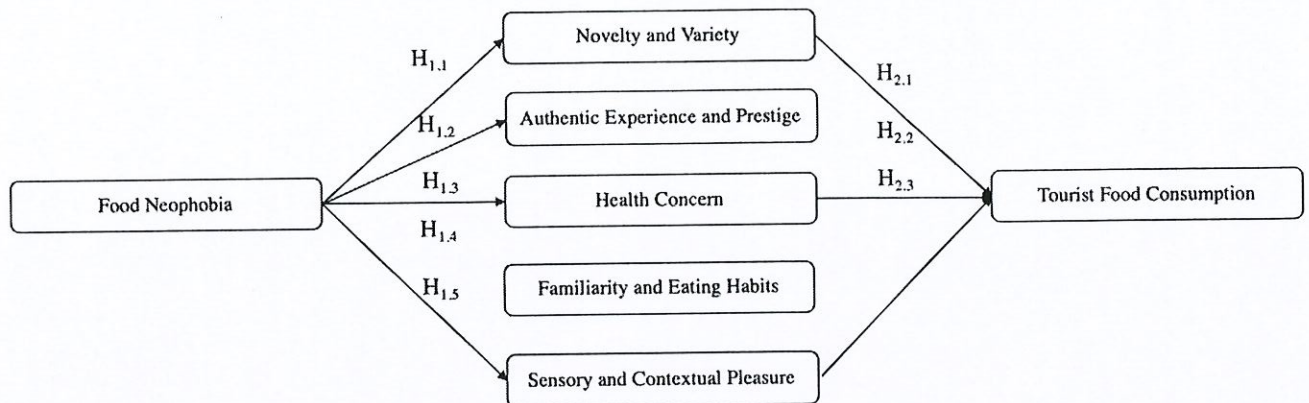 Novelty and Variety
H1.1
H2.1
Authentic Experience and Prestige
H1.2
H2.2
Food Neophobia
H1.3
Health Concern
H2.3
Tourist Food Consumption
H1.4
Familiarity and Eating Habits
H1.5
Sensory and Contextual Pleasure